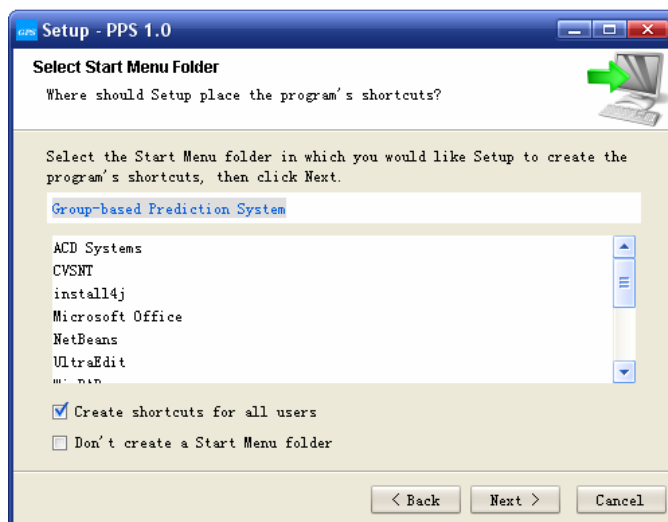 GPS Setup - PPS 1.0
Select Start Menu Folder
Where should Setup place the program's shortcuts?
Select the Start Menu folder in which you would like Setup to create the
program's shortcuts, then click Next.
Group-based Prediction System
ACD Systems
CVSNT
install4j
Microsoft Office
NetBeans
UltraEdit
Create shortcuts for all users
Don't create a Start Menu folder
< Back Next > Cancel